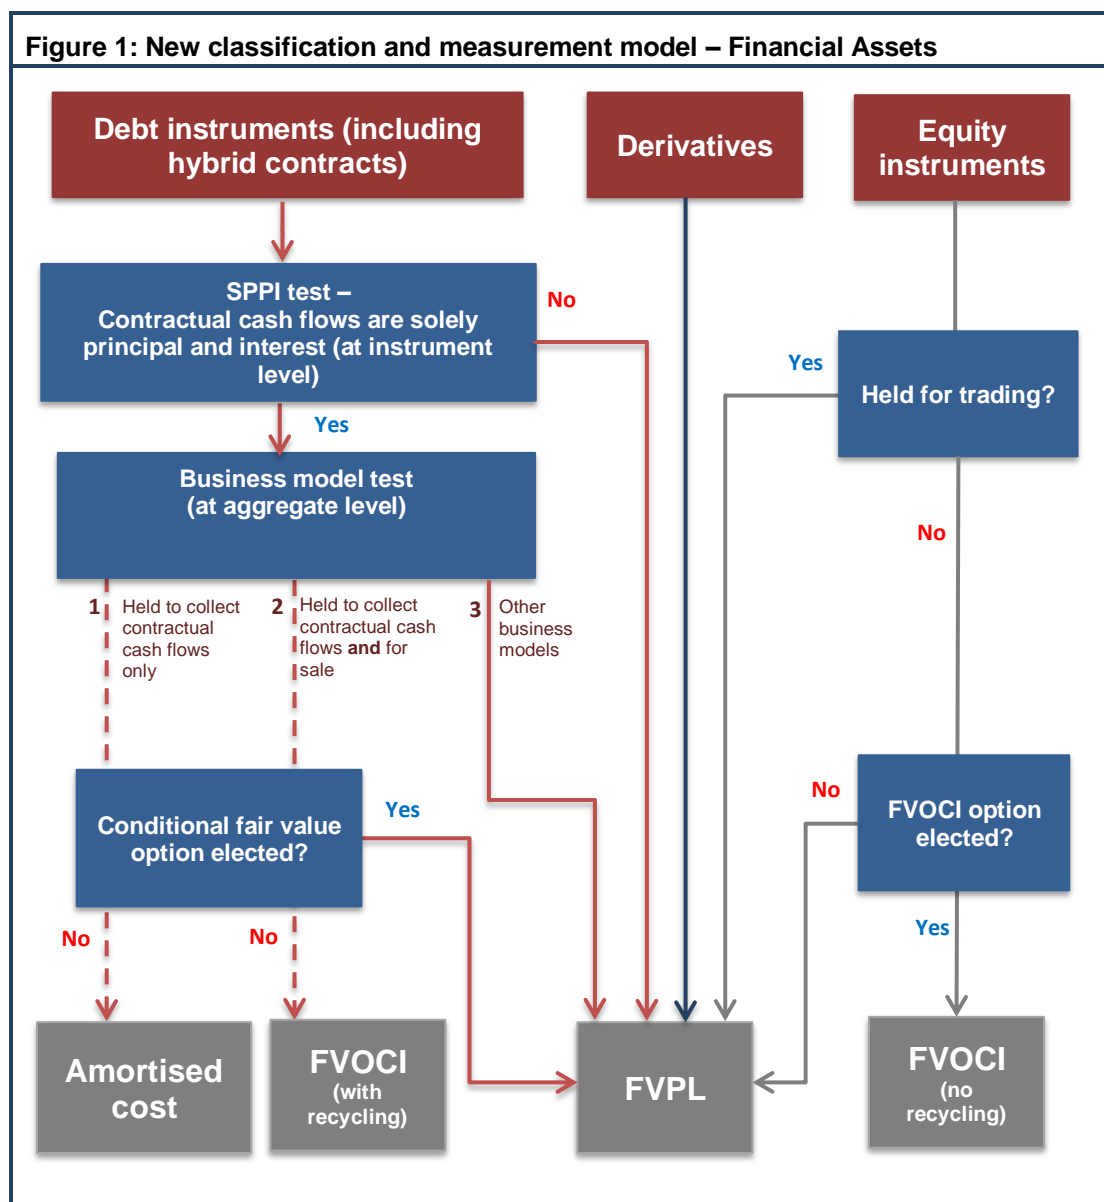 Figure 1: New classification and measurement model – Financial Assets
Debt instruments (including
hybrid contracts)
Derivatives
Equity
instruments
SPPI test –
Contractual cash flows are solely
principal and interest (at instrument
level)
No
Yes
Held for trading?
Yes
Business model test
(at aggregate level)
No
1
Held to collect
contractual
cash flows
only
2
Held to collect
contractual cash
flows and for
sale
3
Other
business
models
Conditional fair value
option elected?
Yes
No
FVOCI option
elected?
No
No
Yes
Amortised
cost
FVOCI
(with
recycling)
FVPL
FVOCI
(no
recycling)